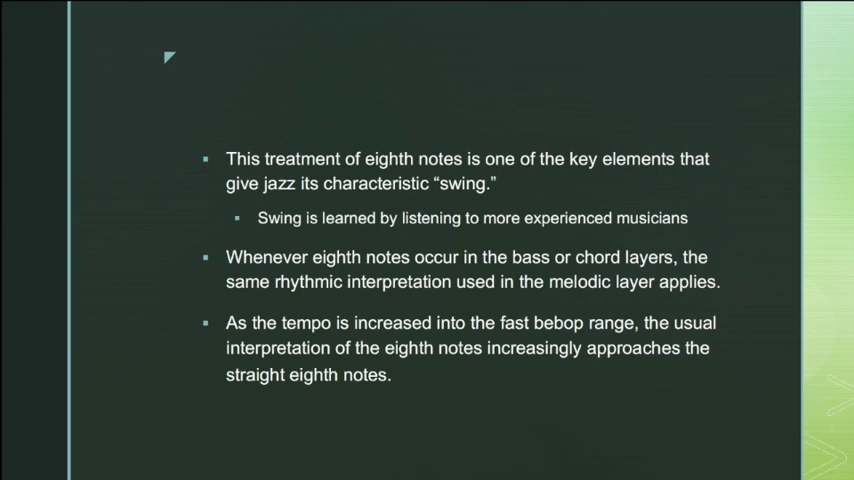 This treatment of eighth notes is one of the key elements that
give jazz its characteristic “swing.”
Swing is learned by listening to more experienced musicians
Whenever eighth notes occur in the bass or chord layers, the
same rhythmic interpretation used in the melodic layer applies.
As the tempo is increased into the fast bebop range, the usual
interpretation of the eighth notes increasingly approaches the
straight eighth notes.